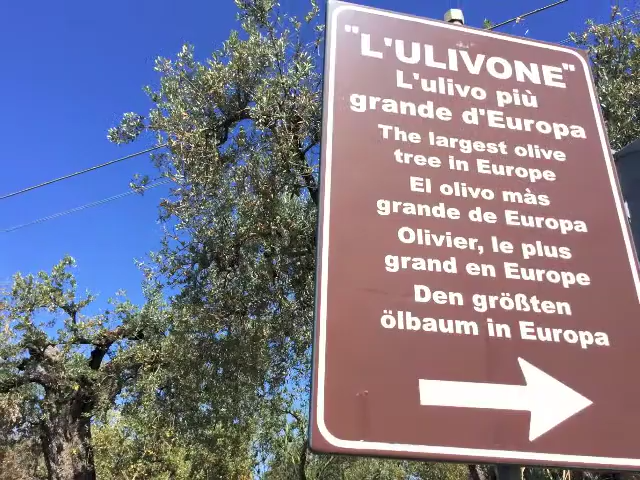 "L'ULIVONE"
L'ulivo più
grande d'Europa
The largest olive
tree in Europe
El olivo màs
grande de Europa
Olivier, le plus
grand en Europe
Den größten
ölbaum in Europa